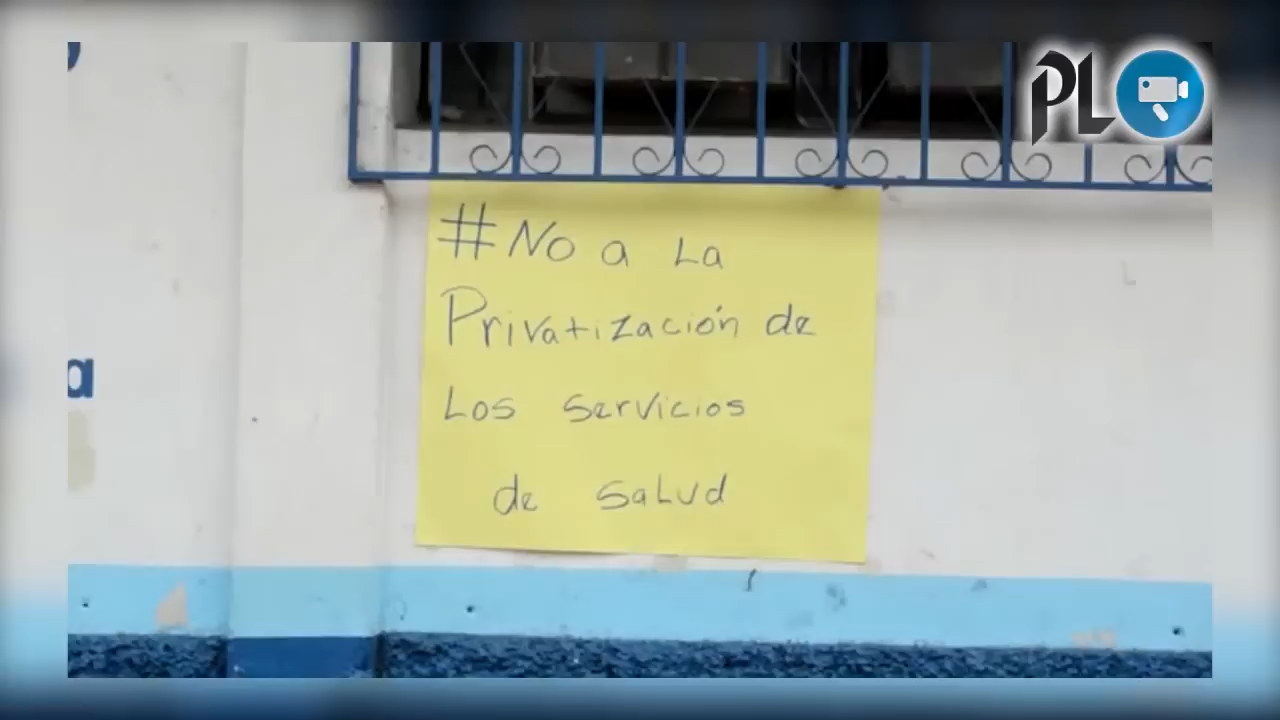 PL
#No a La
Privatización de
Los servicios
de salud
a